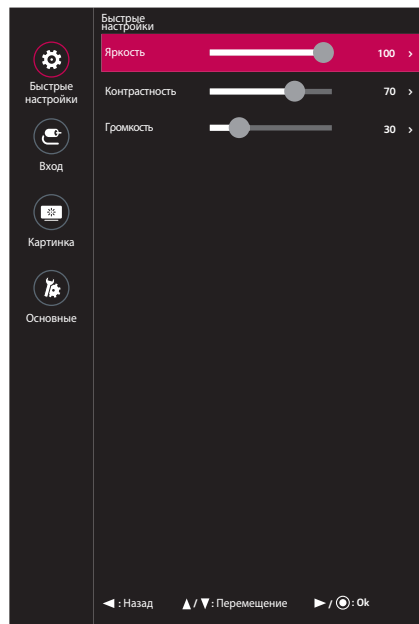 Быстрые
настройки
Яркость 100 >
Контрастность 70 >
Громкость 30 >
Быстрые
настройки
Вход
Картинка
Основные
◄ : Назад ▲ / ▼ : Перемещение ► / ◉ : Ok